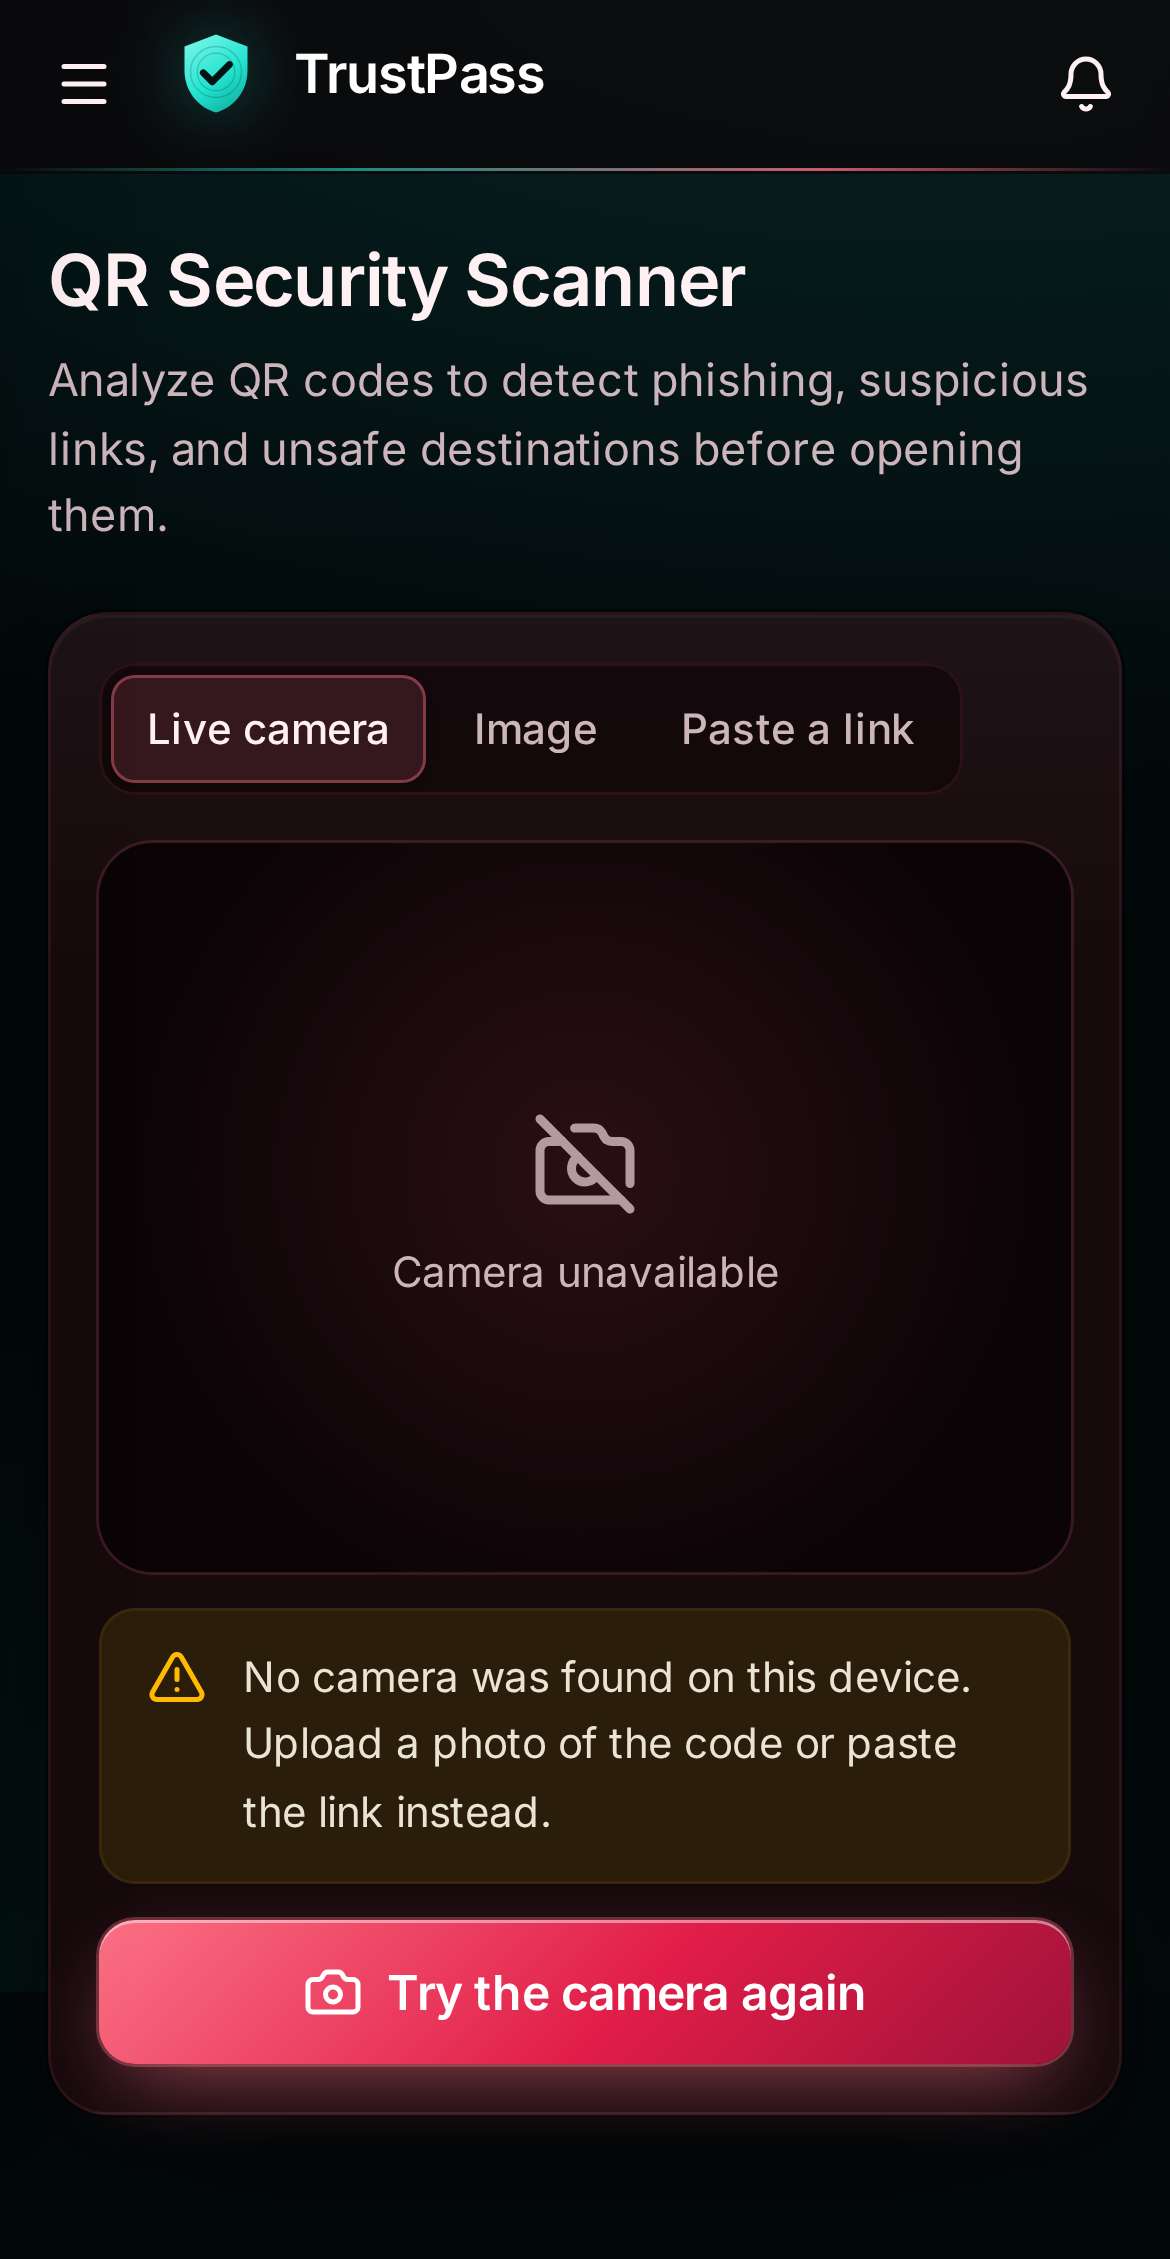 TrustPass
QR Security Scanner
Analyze QR codes to detect phishing, suspicious
links, and unsafe destinations before opening
them.
Live camera
Image
Paste a link
Camera unavailable
No camera was found on this device.
Upload a photo of the code or paste
the link instead.
Try the camera again